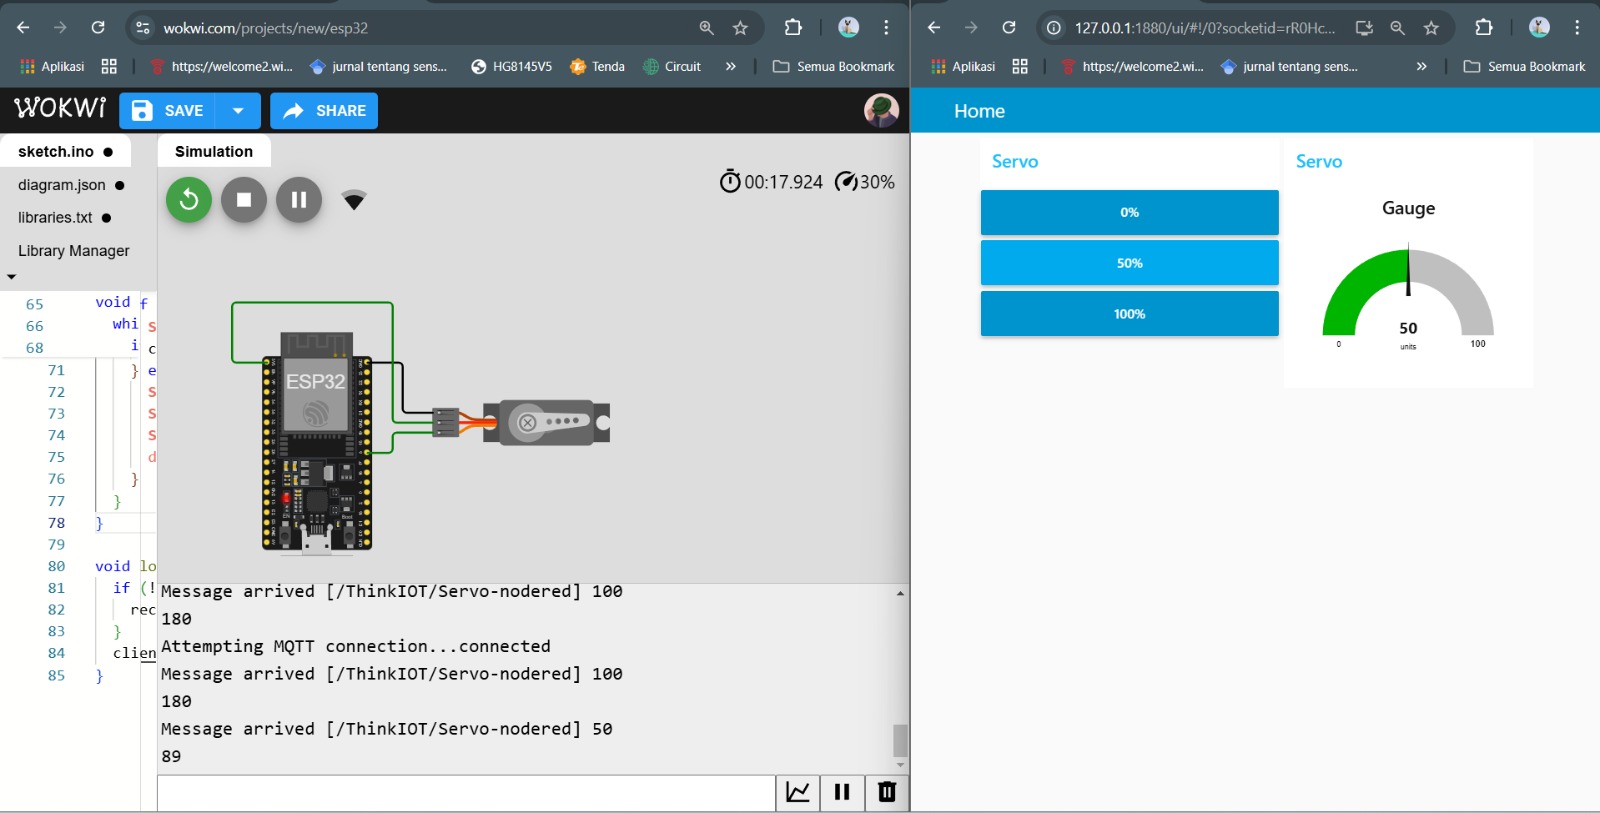 wokwi.com/projects/new/esp32
Aplikasi
https://welcome2.wi...
jurnal tentang sens...
HG8145V5
Tenda
Circuit
»
Semua Bookmark
WOKWi
SAVE
SHARE
sketch.ino ●
diagram.json ●
libraries.txt ●
Library Manager
Simulation
00:17.924
30%
65 void f
66 whi S
68 i c
71 } e
72 S
73 S
74 S
75 d
76 }
77 }
78 }
79
80 void lo
81 if (!
82 rec
83 }
84 clien
85 }
ESP32
EN
Boot
Message arrived [/ThinkIOT/Servo-nodered] 100
180
Attempting MQTT connection...connected
Message arrived [/ThinkIOT/Servo-nodered] 100
180
Message arrived [/ThinkIOT/Servo-nodered] 50
89
127.0.0.1:1880/ui/#!/0?socketid=rR0Hc...
Aplikasi
https://welcome2.wi...
jurnal tentang sens...
»
Semua Bookmark
Home
Servo
0%
50%
100%
Servo
Gauge
50
units
0
100